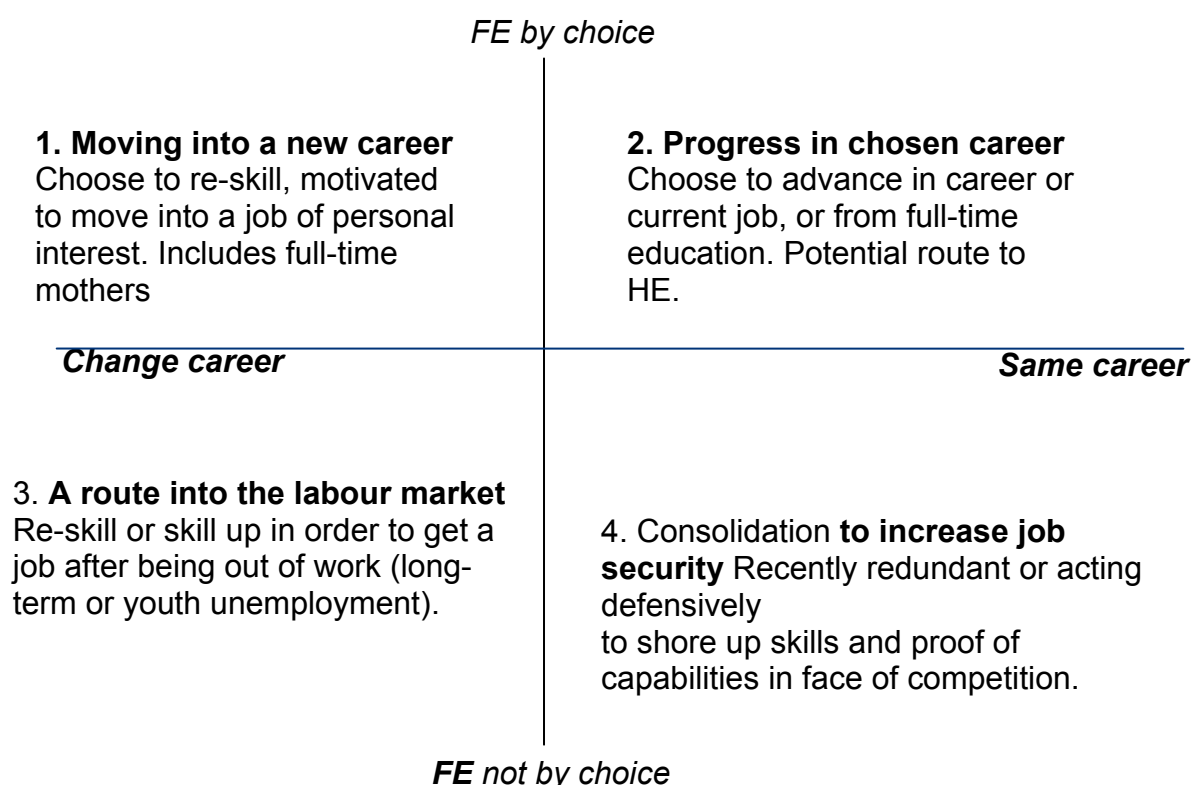 FE by choice
1. Moving into a new career
Choose to re-skill, motivated
to move into a job of personal
interest. Includes full-time
mothers
2. Progress in chosen career
Choose to advance in career or
current job, or from full-time
education. Potential route to
HE.
Change career
Same career
3. A route into the labour market
Re-skill or skill up in order to get a
job after being out of work (long-
term or youth unemployment).
4. Consolidation to increase job
security Recently redundant or acting
defensively
to shore up skills and proof of
capabilities in face of competition.
FE not by choice